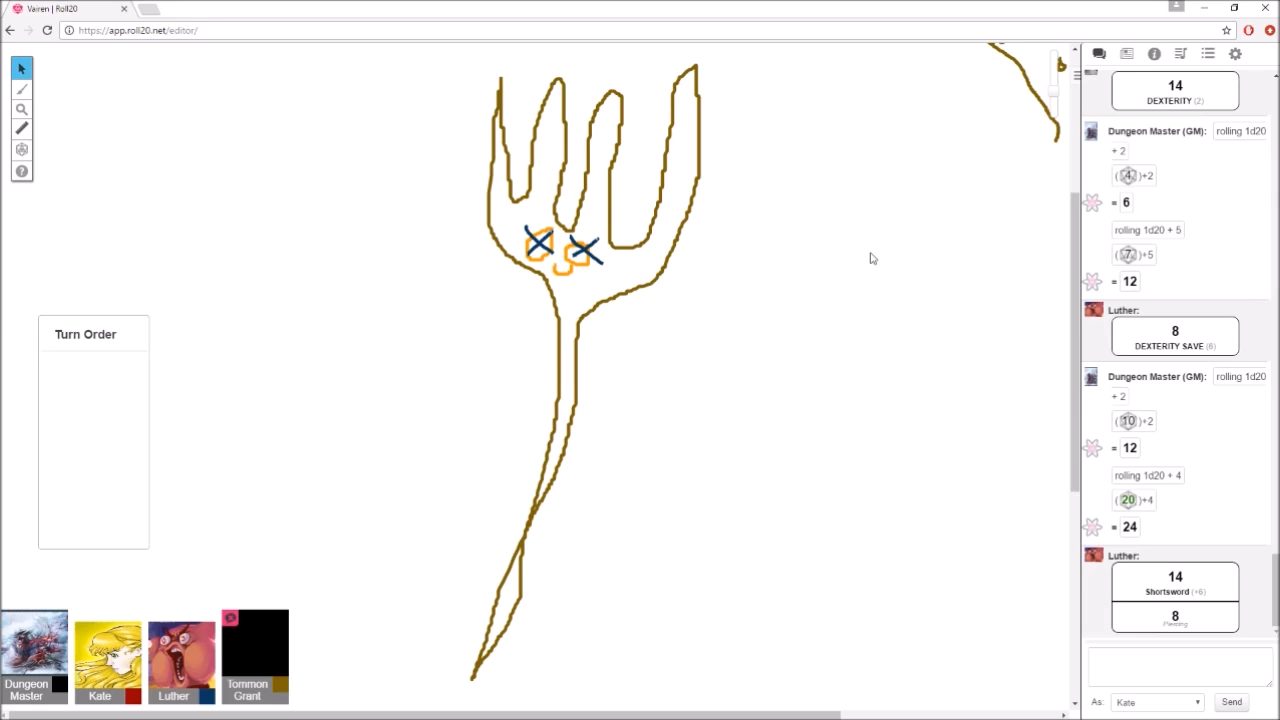 Vairen | Roll20
https://app.roll20.net/editor/
14
DEXTERITY (2)
Dungeon Master (GM): rolling 1d20
+ 2
(4)+2
= 6
rolling 1d20 + 5
(7)+5
= 12
Luther:
8
DEXTERITY SAVE (6)
Dungeon Master (GM): rolling 1d20
+ 2
(10)+2
= 12
rolling 1d20 + 4
(20)+4
= 24
Luther:
14
Shortsword (+6)
8
Piercing
As: Kate Send
Turn Order
Dungeon Master
Kate
Luther
Tommon Grant